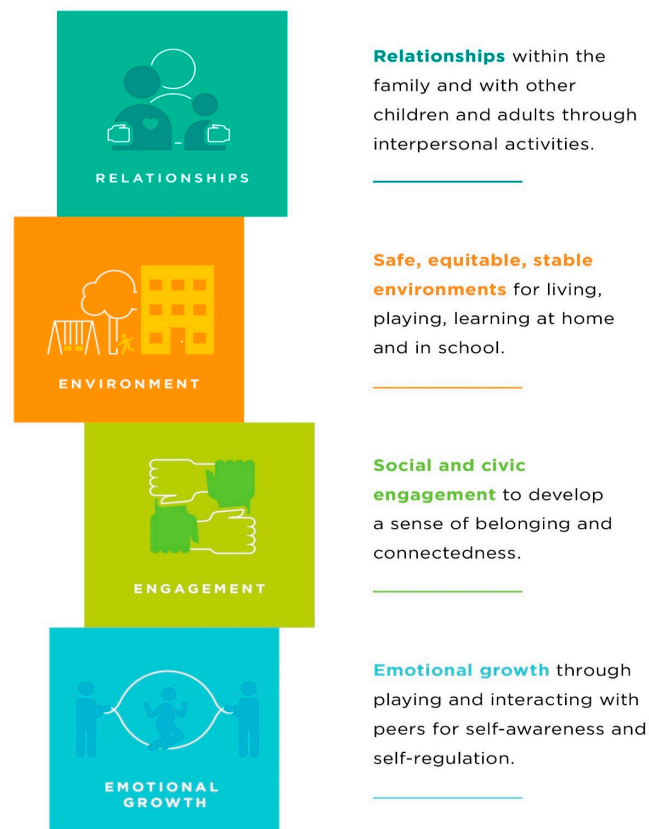 RELATIONSHIPS
Relationships within the
family and with other
children and adults through
interpersonal activities.
ENVIRONMENT
Safe, equitable, stable
environments for living,
playing, learning at home
and in school.
ENGAGEMENT
Social and civic
engagement to develop
a sense of belonging and
connectedness.
EMOTIONAL
GROWTH
Emotional growth through
playing and interacting with
peers for self-awareness and
self-regulation.